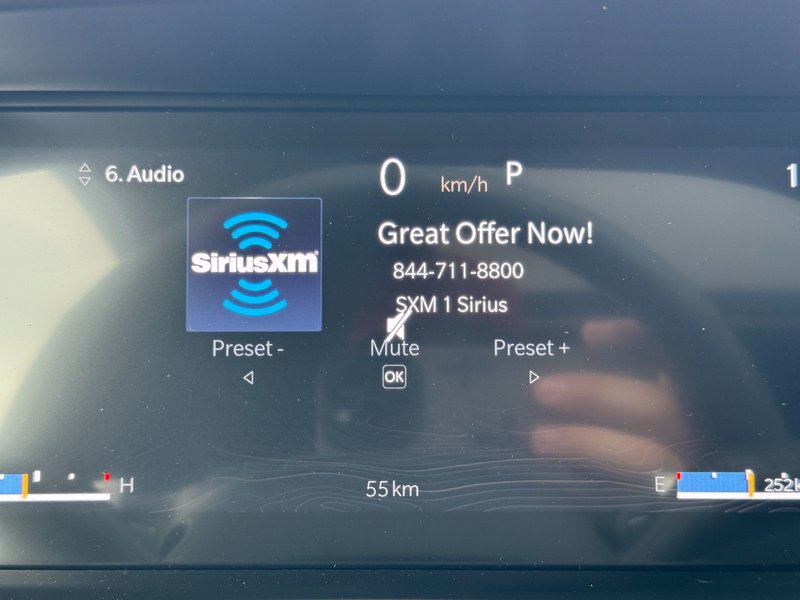 6. Audio
0 km/h P
SiriusXM
Great Offer Now!
844-711-8800
SXM 1 Sirius
Preset -
Mute
Preset +
OK
H
55 km
E